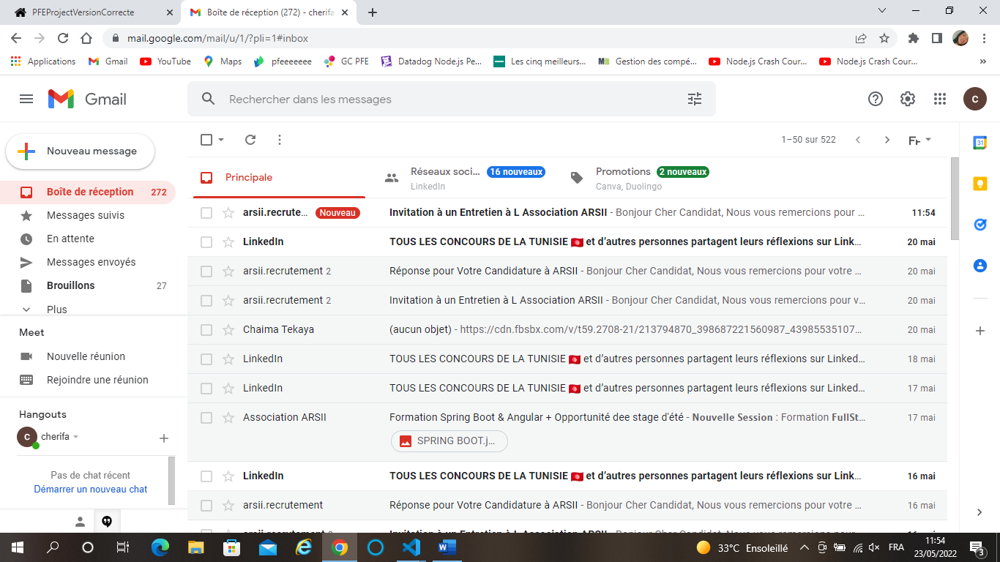 PFEProjectVersionCorrecte
Boîte de réception (272) - cherifa
mail.google.com/mail/u/1/?pli=1#inbox
Applications Gmail YouTube Maps pfeeeeeee GC PFE Datadog Node.js Pe... Les cinq meilleurs... Gestion des compé... Node.js Crash Cour... Node.js Crash Cour... »
Gmail
Rechercher dans les messages
C
Nouveau message
1–50 sur 522
Fr
31
Principale
Réseaux soci... 16 nouveaux
LinkedIn
Promotions 2 nouveaux
Canva, Duolingo
Boîte de réception 272
Messages suivis
En attente
Messages envoyés
Brouillons 27
Plus
Meet
Nouvelle réunion
Rejoindre une réunion
Hangouts
C cherifa
Pas de chat récent
Démarrer un nouveau chat
arsii.recrute... Nouveau Invitation à un Entretien à L Association ARSII - Bonjour Cher Candidat, Nous vous remercions pour ... 11:54
LinkedIn TOUS LES CONCOURS DE LA TUNISIE 🇹🇳 et d’autres personnes partagent leurs réflexions sur Link... 20 mai
arsii.recrutement 2 Réponse pour Votre Candidature à ARSII - Bonjour Cher Candidat, Nous vous remercions pour votre ... 20 mai
arsii.recrutement 2 Invitation à un Entretien à L Association ARSII - Bonjour Cher Candidat, Nous vous remercions pour v... 20 mai
Chaima Tekaya (aucun objet) - https://cdn.fbsbx.com/v/t59.2708-21/213794870_398687221560987_43985535107... 20 mai
LinkedIn TOUS LES CONCOURS DE LA TUNISIE 🇹🇳 et d’autres personnes partagent leurs réflexions sur Linked... 18 mai
LinkedIn TOUS LES CONCOURS DE LA TUNISIE 🇹🇳 et d’autres personnes partagent leurs réflexions sur Linked... 17 mai
Association ARSII Formation Spring Boot & Angular + Opportunité dee stage d'été - Nouvelle Session : Formation FullSt... 17 mai
SPRING BOOT.j...
LinkedIn TOUS LES CONCOURS DE LA TUNISIE 🇹🇳 et d’autres personnes partagent leurs réflexions sur Link... 16 mai
arsii.recrutement Réponse pour Votre Candidature à ARSII - Bonjour Cher Candidat, Nous vous remercions pour votre ... 16 mai
33°C Ensoleillé
FRA
11:54
23/05/2022
3